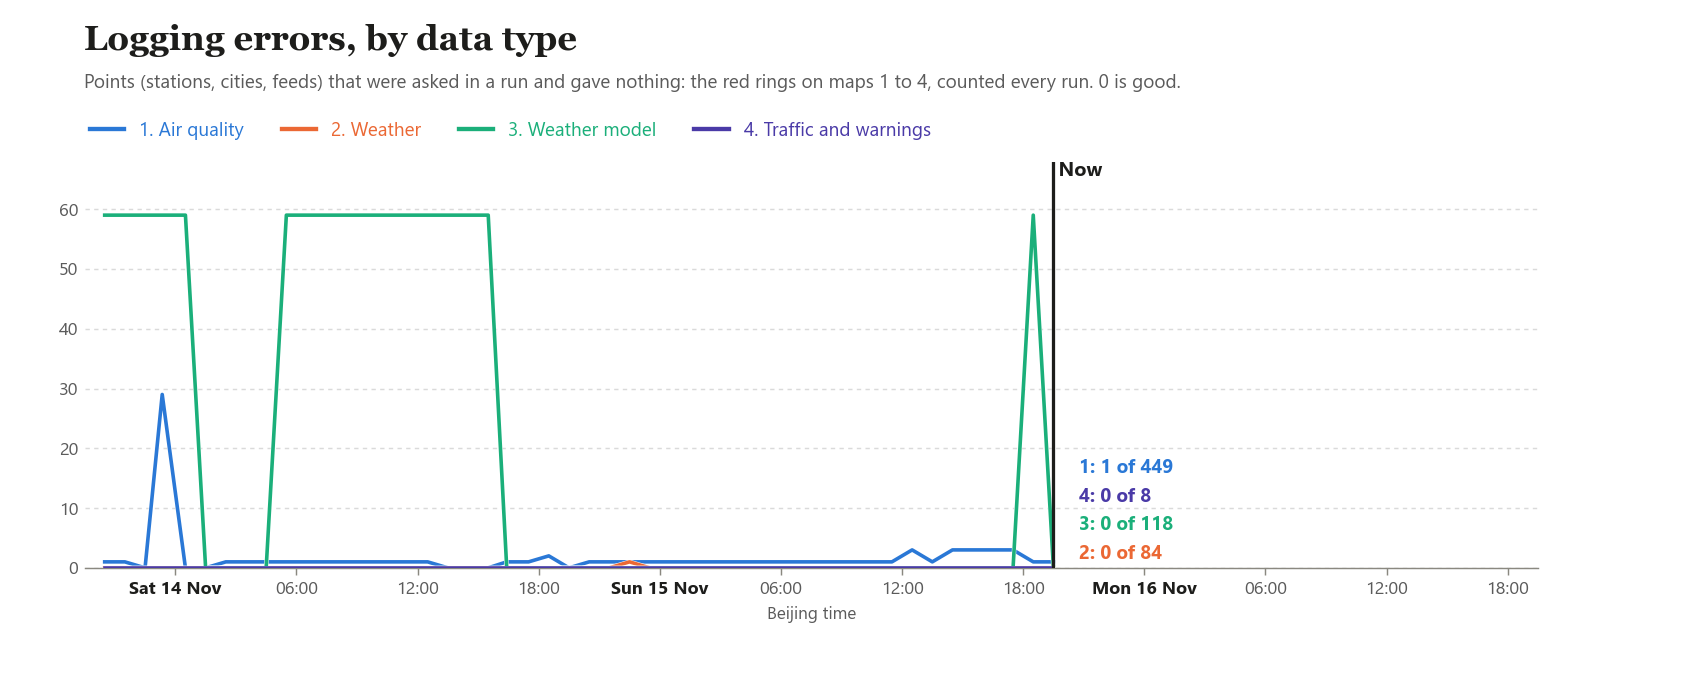 Logging errors, by data type
Points (stations, cities, feeds) that were asked in a run and gave nothing: the red rings on maps 1 to 4, counted every run. 0 is good.
1. Air quality 2. Weather 3. Weather model 4. Traffic and warnings
Now
60
50
40
30
20
10
0
1: 1 of 449
4: 0 of 8
3: 0 of 118
2: 0 of 84
Sat 14 Nov 06:00 12:00 18:00 Sun 15 Nov 06:00 12:00 18:00 Mon 16 Nov 06:00 12:00 18:00
Beijing time